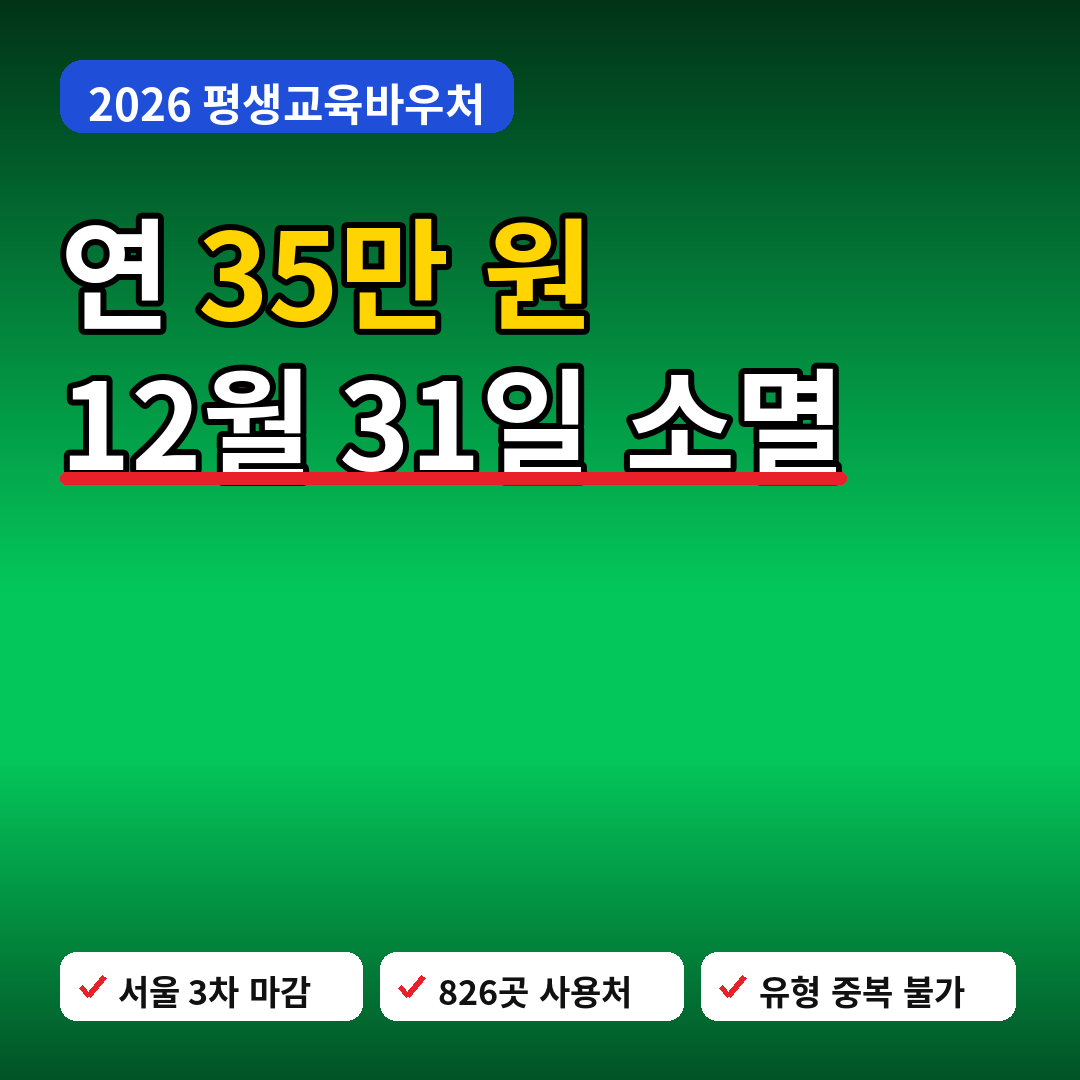 2026 평생교육바우처
연 35만 원
12월 31일 소멸
서울 3차 마감
826곳 사용처
유형 중복 불가